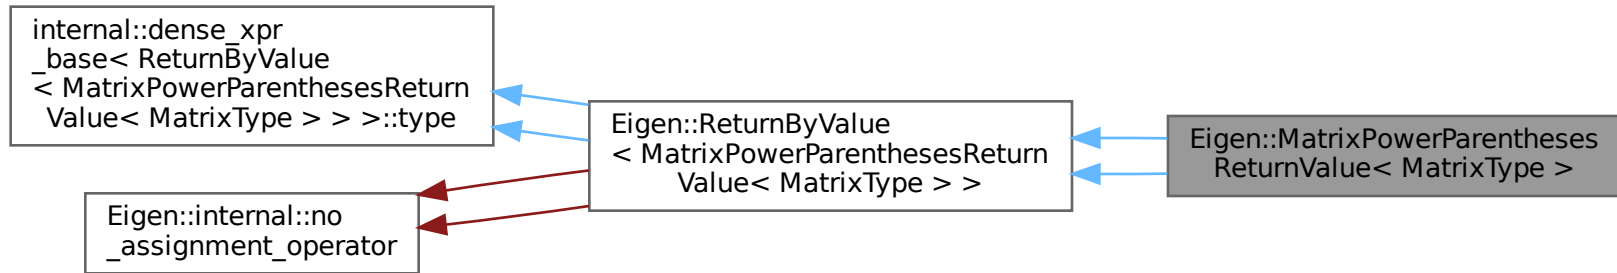 internal::dense_xpr
_base< ReturnByValue
< MatrixPowerParenthesesReturn
Value< MatrixType > > >::type
Eigen::internal::no
_assignment_operator
Eigen::ReturnByValue
< MatrixPowerParenthesesReturn
Value< MatrixType > >
Eigen::MatrixPowerParentheses
ReturnValue< MatrixType >